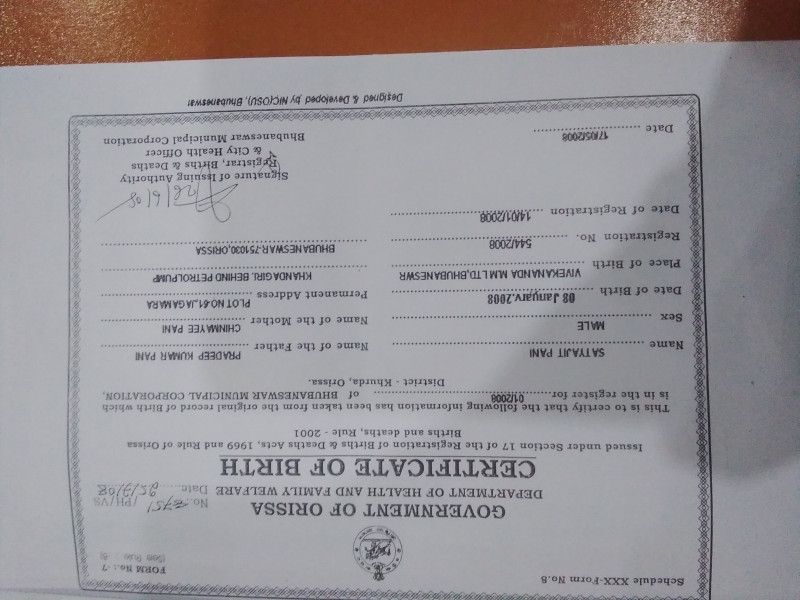 Schedule XXX-Form No.8
FORM No.:-7
(See Rule : 8)
GOVERNMENT OF ORISSA
DEPARTMENT OF HEALTH AND FAMILY WELFARE
No. /PH/VS
Date
CERTIFICATE OF BIRTH
Issued under Section 17 of the Registration of Births & Deaths Acts, 1969 and Rule of Orissa
Births and deaths, Rule - 2001
This is to certify that the following information has been taken from the original record of Birth which
is in the register for 01/2008 of BHUBANESWAR MUNICIPAL CORPORATION,
District - Khurda, Orissa.
Name SATYAJIT PANI
Name of the Father PRADEEP KUMAR PANI
Sex MALE
Name of the Mother CHINMAYEE PANI
Date of Birth 08 January.2008
Permanent Address PLOT NO.61,JAGAMARA
Place of Birth VIVEKANANDA M.M.LTD,BHUBANESWR
KHANDAGIRI, BEHIND PETROLPUMP
Registration No. 544/2008
BHUBANESWAR-751030,ORISSA
Date of Registration 14/01/2008
26/6/08
Signature of Issuing Authority
Registrar, Births & Deaths
& City Health Officer
Bhubaneswar Municipal Corporation
Date 17/05/2008
Designed & Developed by NIC(OSU), Bhubaneswar